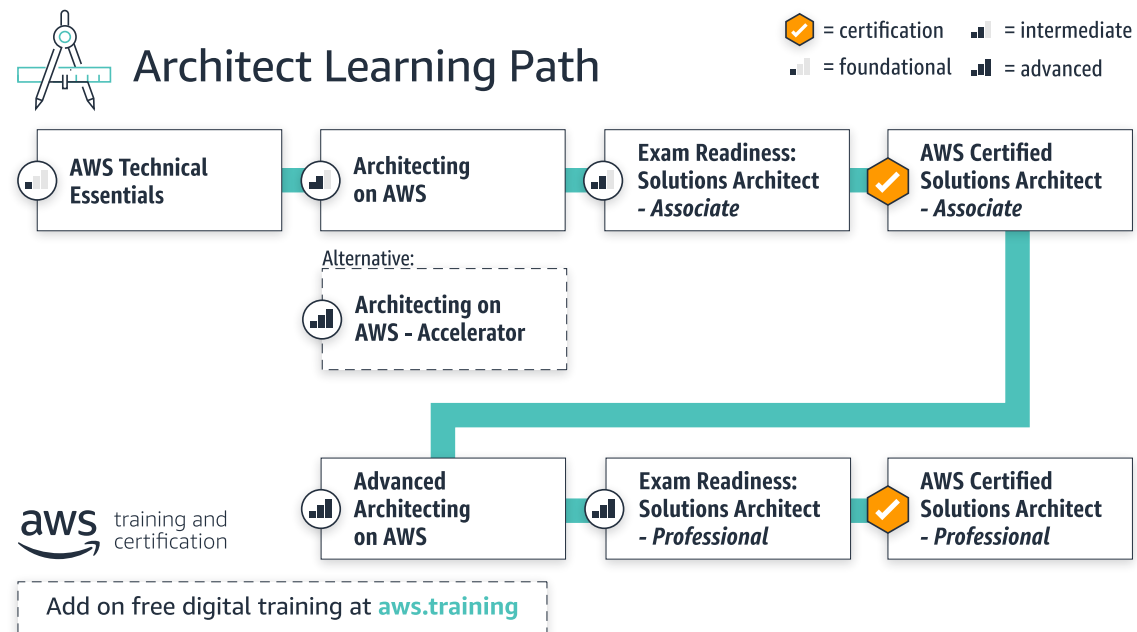 Architect Learning Path
= certification
= intermediate
= foundational
= advanced
AWS Technical
Essentials
Architecting
on AWS
Exam Readiness:
Solutions Architect
- Associate
AWS Certified
Solutions Architect
- Associate
Alternative:
Architecting on
AWS - Accelerator
Advanced
Architecting
on AWS
Exam Readiness:
Solutions Architect
- Professional
AWS Certified
Solutions Architect
- Professional
aws
training and
certification
Add on free digital training at aws.training